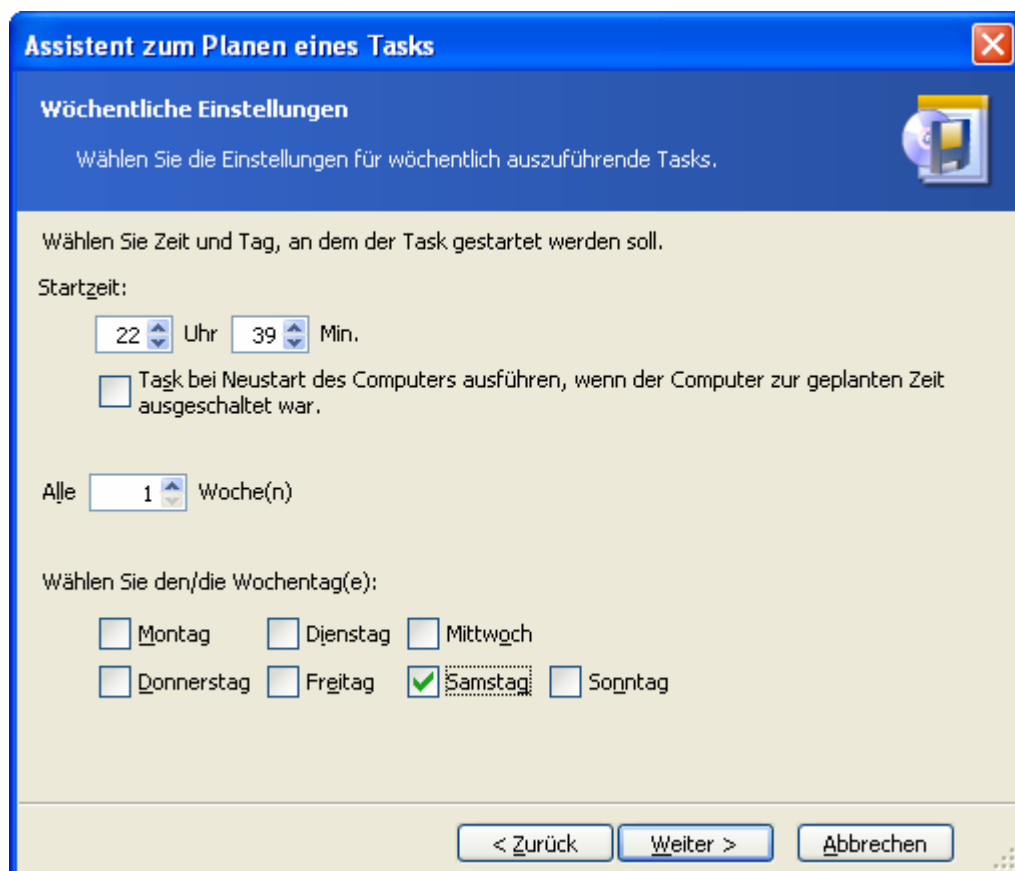 Assistent zum Planen eines Tasks
Wöchentliche Einstellungen
Wählen Sie die Einstellungen für wöchentlich auszuführende Tasks.
Wählen Sie Zeit und Tag, an dem der Task gestartet werden soll.
Startzeit:
22 Uhr 39 Min.
Task bei Neustart des Computers ausführen, wenn der Computer zur geplanten Zeit
ausgeschaltet war.
Alle 1 Woche(n)
Wählen Sie den/die Wochentag(e):
Montag Dienstag Mittwoch
Donnerstag Freitag Samstag Sonntag
< Zurück Weiter > Abbrechen